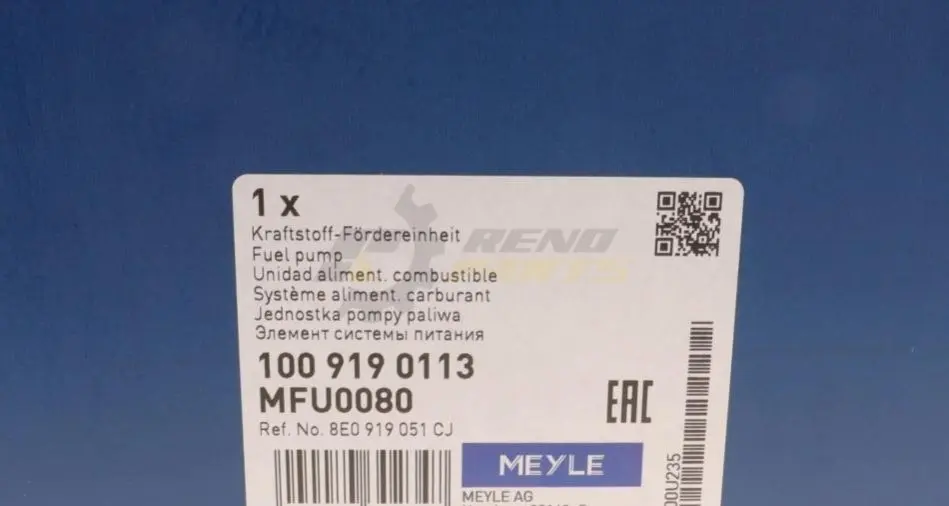 1 x
Kraftstoff-Fördereinheit
Fuel pump
Unidad aliment. combustible
Système aliment. carburant
Jednostka pompy paliwa
Элемент системы питания
100 919 0113
MFU0080
Ref. No. 8E0 919 051 CJ
EAC
MEYLE
MEYLE AG
RENO
PARTS